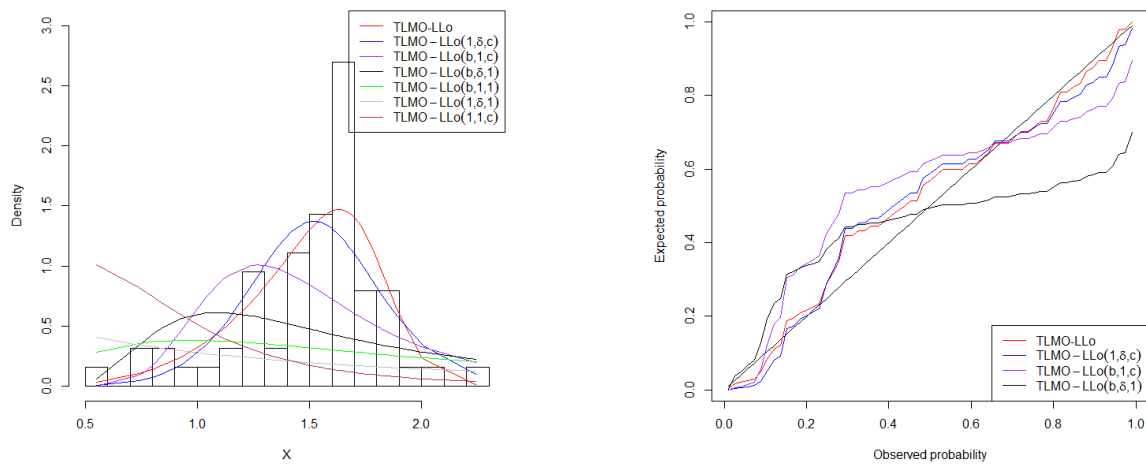 3.0
2.5
2.0
1.5
1.0
0.5
0.0
Density
0.5 1.0 1.5 2.0
X
TLMO-LLo
TLMO – LLo(1,δ,c)
TLMO – LLo(b,1,c)
TLMO – LLo(b,δ,1)
TLMO – LLo(b,1,1)
TLMO – LLo(1,δ,1)
TLMO – LLo(1,1,c)
1.0
0.8
0.6
0.4
0.2
0.0
Expected probability
0.0 0.2 0.4 0.6 0.8 1.0
Observed probability
TLMO-LLo
TLMO – LLo(1,δ,c)
TLMO – LLo(b,1,c)
TLMO – LLo(b,δ,1)